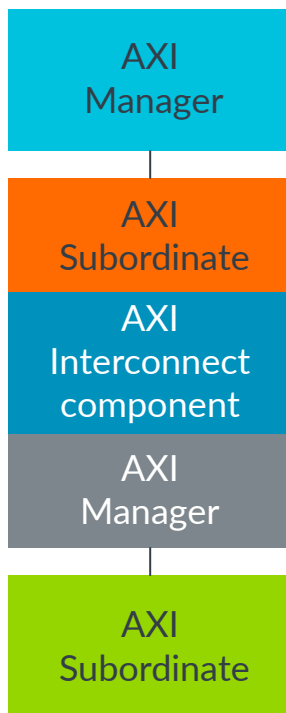 AXI
Manager
AXI
Subordinate
AXI
Interconnect
component
AXI
Manager
AXI
Subordinate